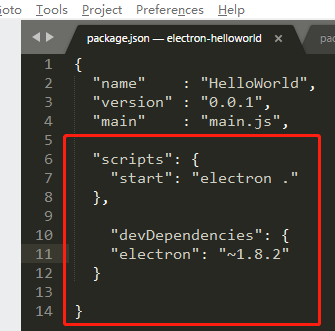 oto Tools Project Preferences Help
package.json — electron-helloworld × pac
1 {
2 "name" : "HelloWorld",
3 "version" : "0.0.1",
4 "main" : "main.js",
5
6 "scripts": {
7 "start": "electron ."
8 },
9
10 "devDependencies": {
11 "electron": "~1.8.2"
12 }
13
14 }